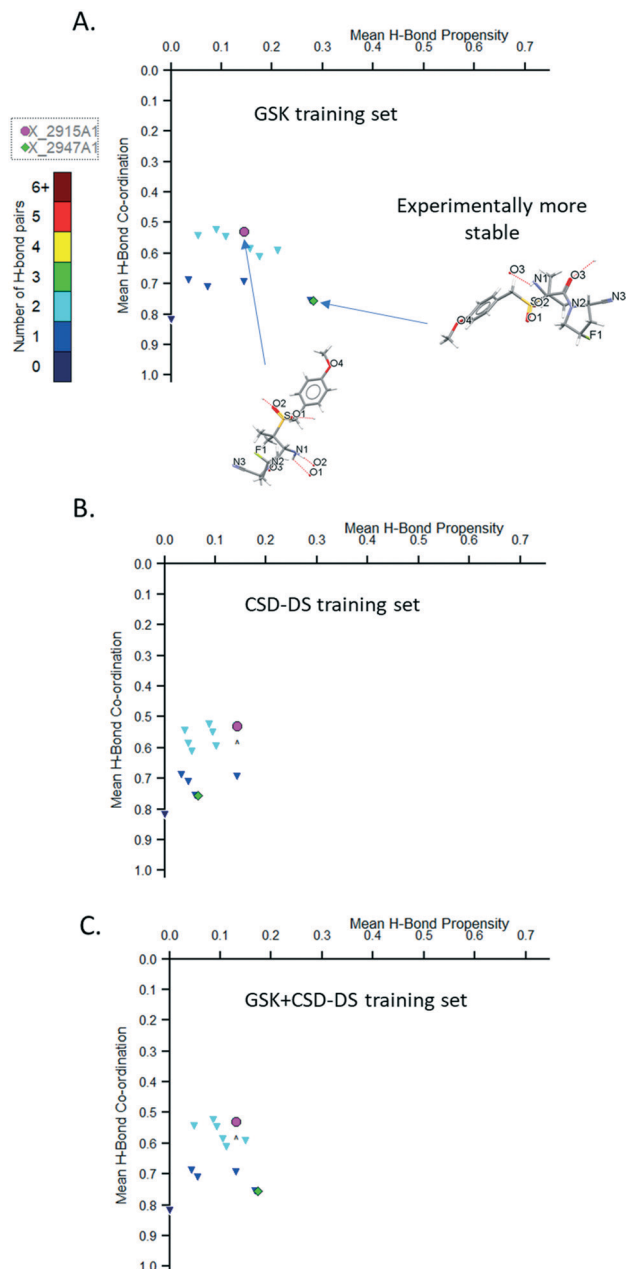 A.
Mean H-Bond Propensity
0.0 0.1 0.2 0.3 0.4 0.5 0.6 0.7
0.0
0.1
0.2
0.3
0.4
0.5
0.6
0.7
0.8
0.9
1.0
Mean H-Bond Co-ordination
GSK training set
X_2915A1
X_2947A1
Number of H-bond pairs
6+
5
4
3
2
1
0
Experimentally more
stable
O3 N1 O3 N3
S O2 N2
O4 O1 F1
O4
O2
S O1
F1 N1
N3 N2 O2
O3 O1
B.
Mean H-Bond Propensity
0.0 0.1 0.2 0.3 0.4 0.5 0.6 0.7
0.0
0.1
0.2
0.3
0.4
0.5
0.6
0.7
0.8
0.9
1.0
Mean H-Bond Co-ordination
CSD-DS training set
C.
Mean H-Bond Propensity
0.0 0.1 0.2 0.3 0.4 0.5 0.6 0.7
0.0
0.1
0.2
0.3
0.4
0.5
0.6
0.7
0.8
0.9
1.0
Mean H-Bond Co-ordination
GSK+CSD-DS training set